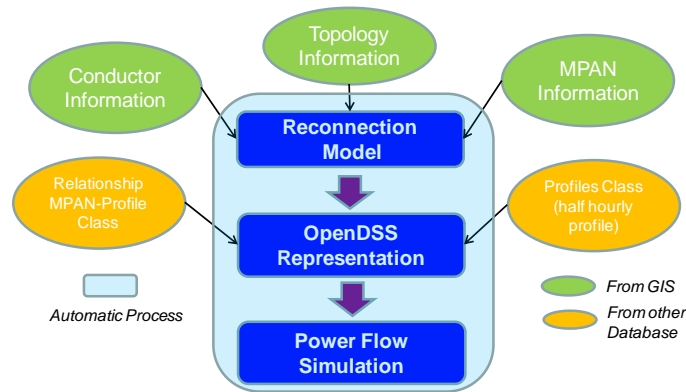 Topology
Information
Conductor
Information
MPAN
Information
Reconnection
Model
Relationship
MPAN-Profile
Class
Profiles Class
(half hourly
profile)
OpenDSS
Representation
Automatic Process
From GIS
From other
Database
Power Flow
Simulation